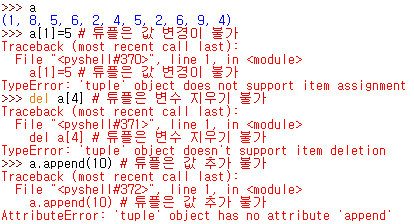 >>> a
(1, 8, 5, 6, 2, 4, 5, 2, 6, 9, 4)
>>> a[1]=5 # 튜플은 값 변경이 불가
Traceback (most recent call last):
  File "<pyshell#370>", line 1, in <module>
    a[1]=5 # 튜플은 값 변경이 불가
TypeError: 'tuple' object does not support item assignment
>>> del a[4] # 튜플은 변수 지우기 불가
Traceback (most recent call last):
  File "<pyshell#371>", line 1, in <module>
    del a[4] # 튜플은 변수 지우기 불가
TypeError: 'tuple' object doesn't support item deletion
>>> a.append(10) # 튜플은 값 추가 불가
Traceback (most recent call last):
  File "<pyshell#372>", line 1, in <module>
    a.append(10) # 튜플은 값 추가 불가
AttributeError: 'tuple' object has no attribute 'append'